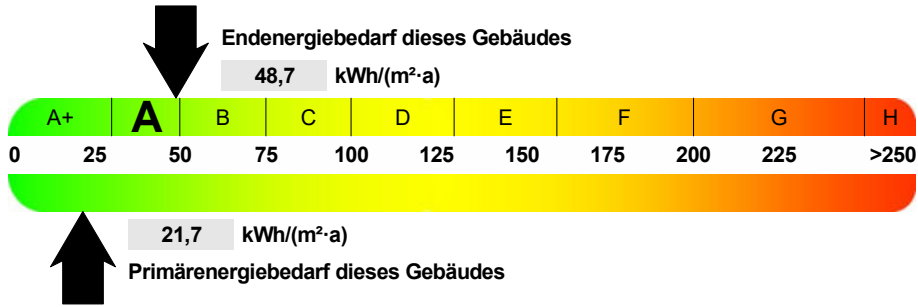 Endenergiebedarf dieses Gebäudes
48,7 kWh/(m²·a)
A+ A B C D E F G H
0 25 50 75 100 125 150 175 200 225 >250
21,7 kWh/(m²·a)
Primärenergiebedarf dieses Gebäudes